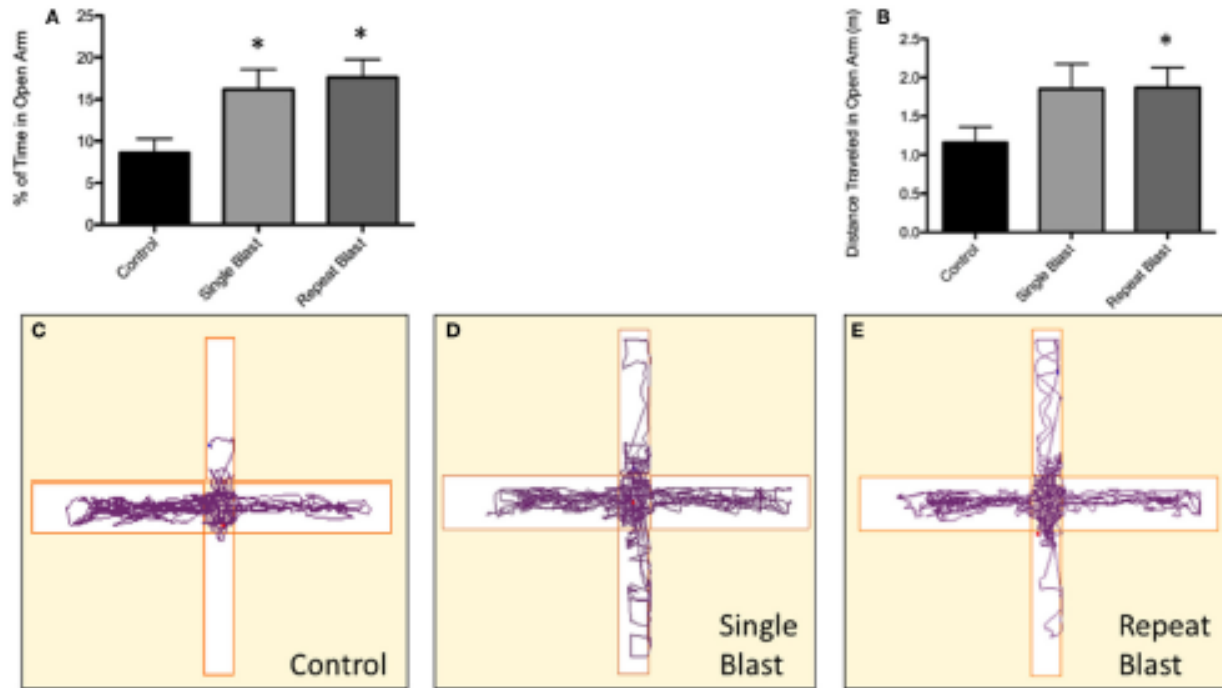 A
% of Time in Open Arm
25
20
15
10
5
0
*
*
Control
Single Blast
Repeat Blast
B
Distance Traveled in Open Arm (m)
2.5
2.0
1.5
1.0
0.5
0.0
*
Control
Single Blast
Repeat Blast
C
Control
D
Single
Blast
E
Repeat
Blast